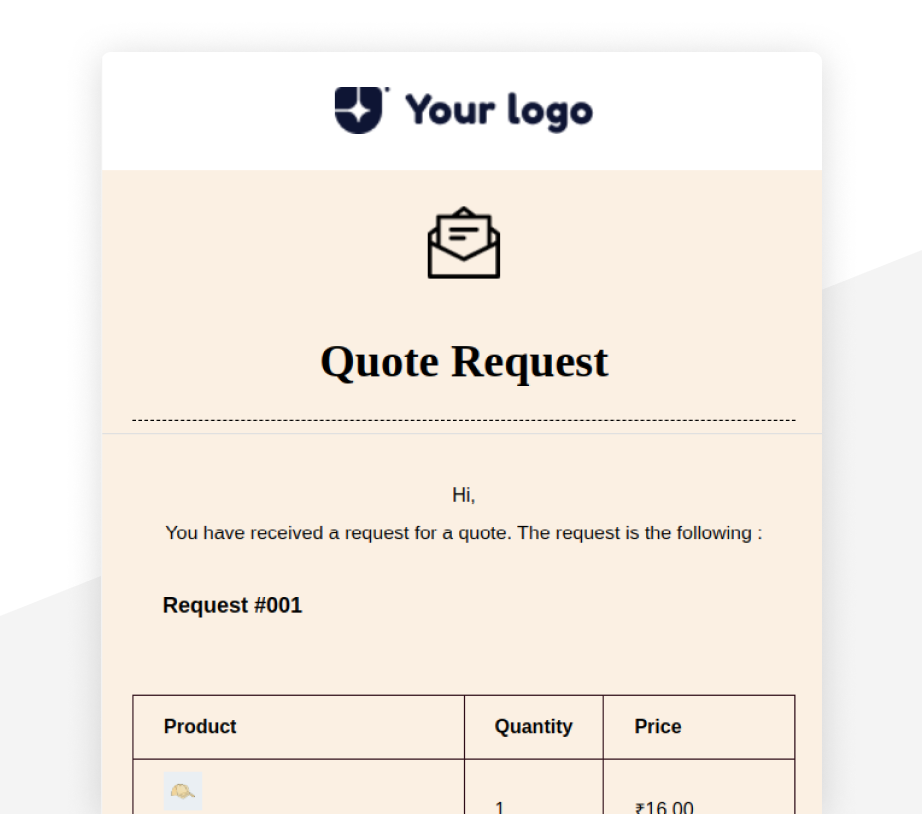 Your logo
Quote Request
Hi,
You have received a request for a quote. The request is the following :
Request #001
Product Quantity Price
1 ₹16.00